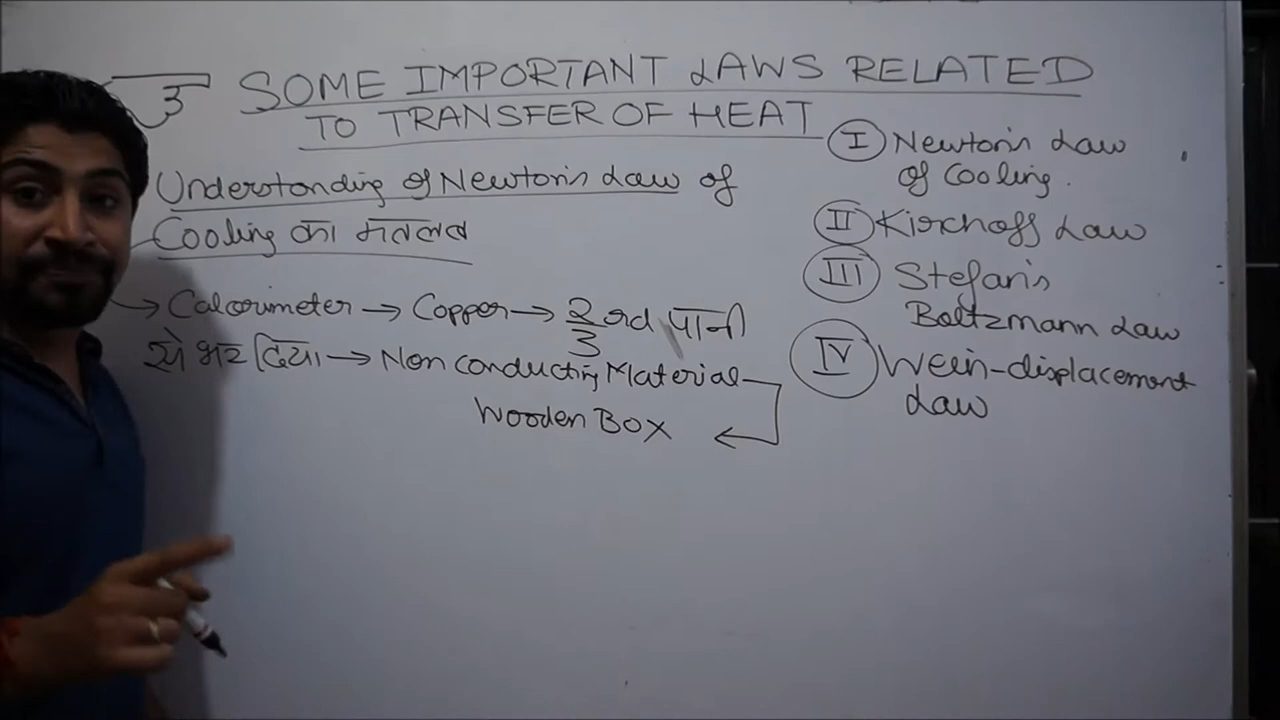 उ SOME IMPORTANT LAWS RELATED
TO TRANSFER OF HEAT
Understanding of Newton's Law of
Cooling का मतलब
→ Calorimeter → Copper → 2/3 rd पानी
से भर दिया → Non conducting Material
Wooden Box
I Newton's Law
of Cooling.
II Kirchoff Law
III Stefan's
Boltzmann Law
IV Wein-displacement
Law